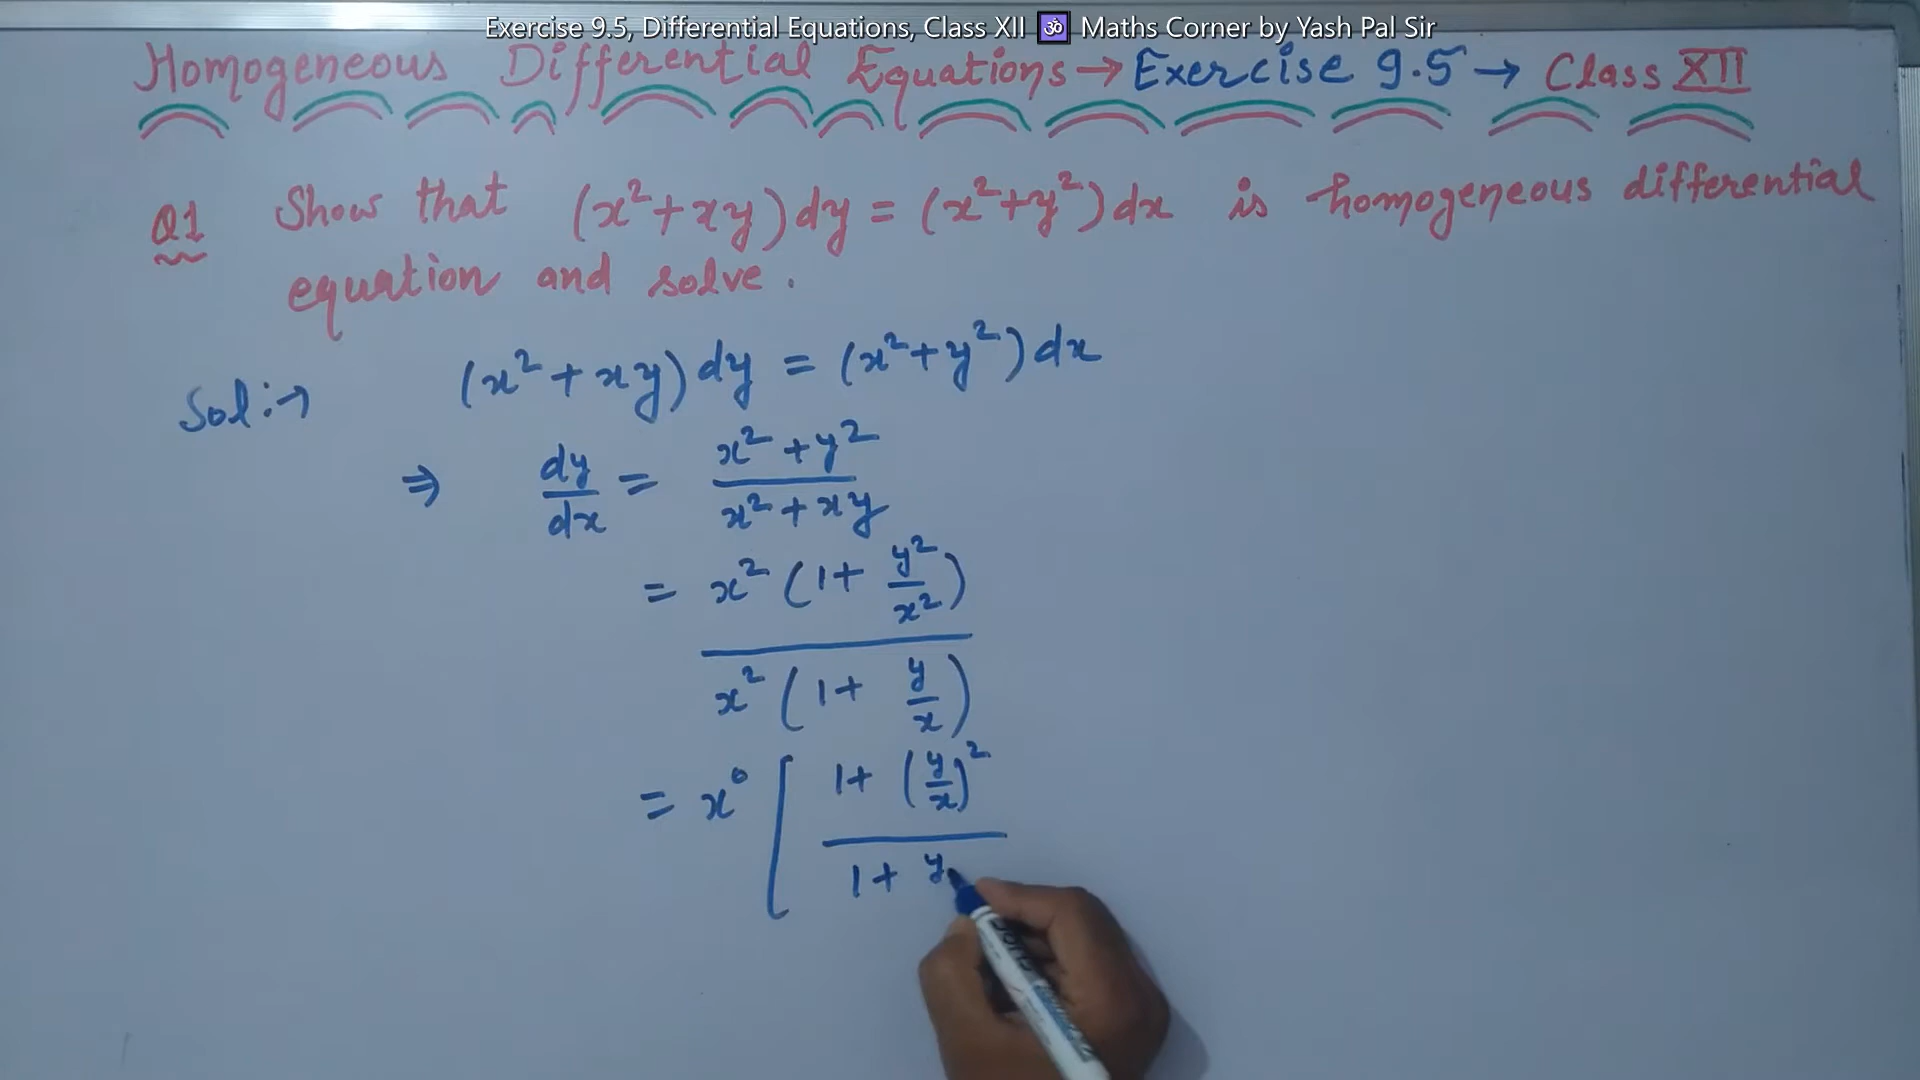 Exercise 9.5, Differential Equations, Class XII 🕉 Maths Corner by Yash Pal Sir
Homogeneous Differential Equations → Exercise 9.5 → Class XII
Q1 Show that (x² + xy) dy = (x² + y²) dx is homogeneous differential
equation and solve.
Sol:→ (x² + xy) dy = (x² + y²) dx
⇒ dy/dx = (x² + y²)/(x² + xy)
= x² (1 + y²/x²) / x² (1 + y/x)
= x⁰ [ 1 + (y/x)² / 1 + y